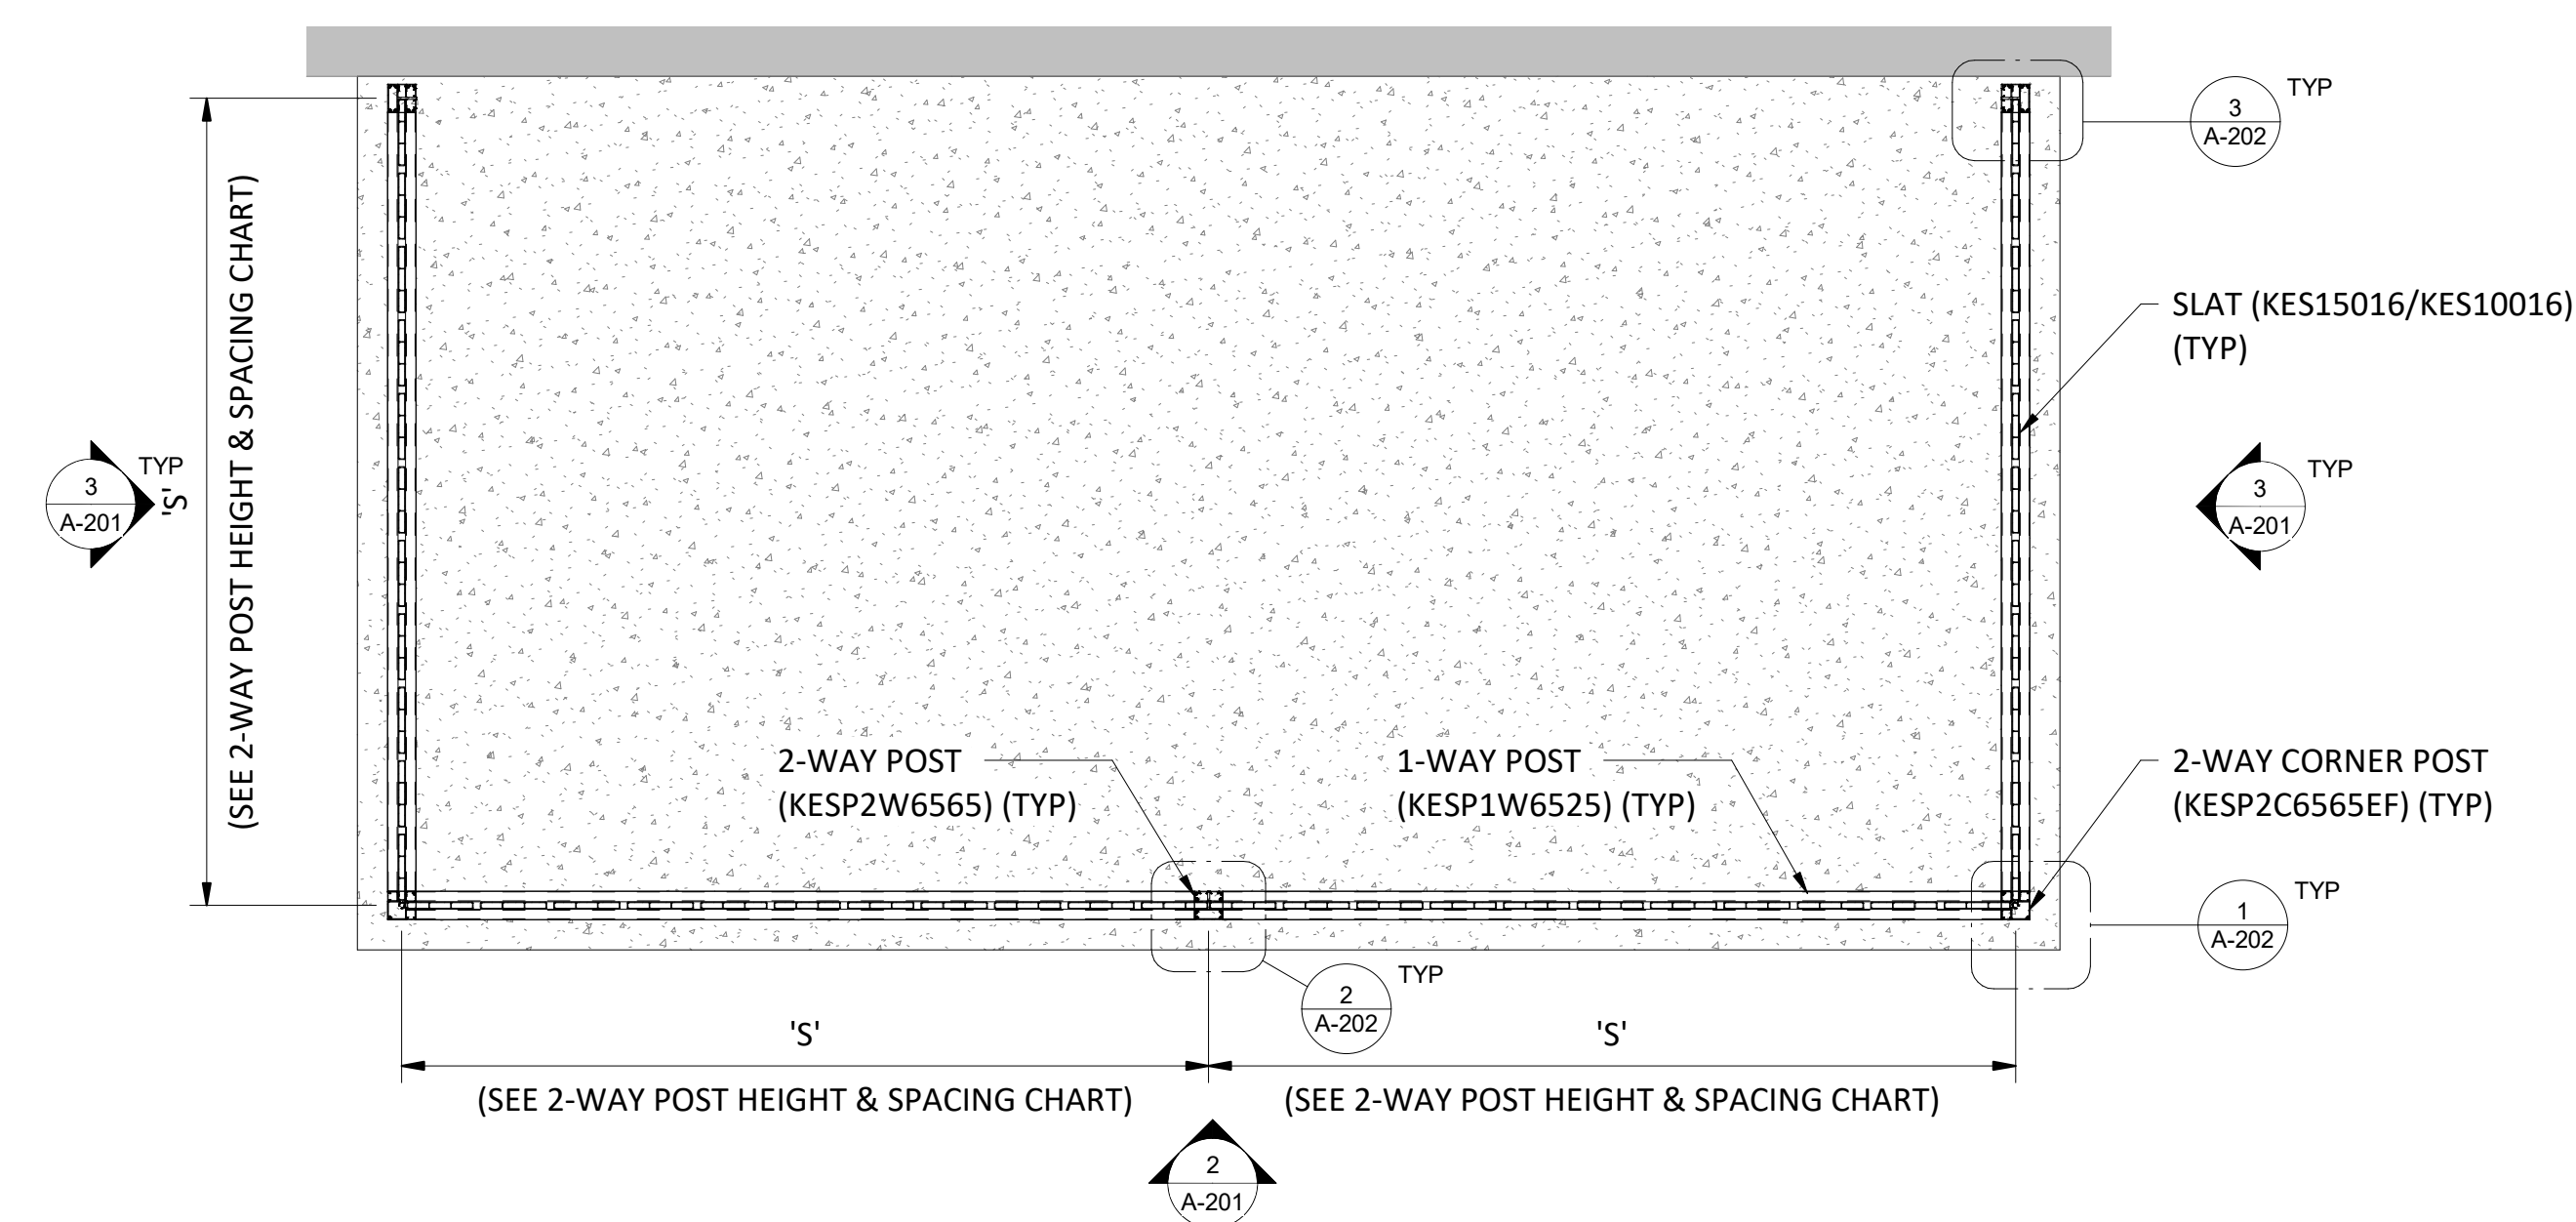 3
A-202
TYP
SLAT (KES15016/KES10016)
(TYP)
3
A-201
TYP
'S'
(SEE 2-WAY POST HEIGHT & SPACING CHART)
3
A-201
TYP
2-WAY POST
(KESP2W6565) (TYP)
1-WAY POST
(KESP1W6525) (TYP)
2-WAY CORNER POST
(KESP2C6565EF) (TYP)
1
A-202
TYP
2
A-202
TYP
'S'
(SEE 2-WAY POST HEIGHT & SPACING CHART)
'S'
(SEE 2-WAY POST HEIGHT & SPACING CHART)
2
A-201